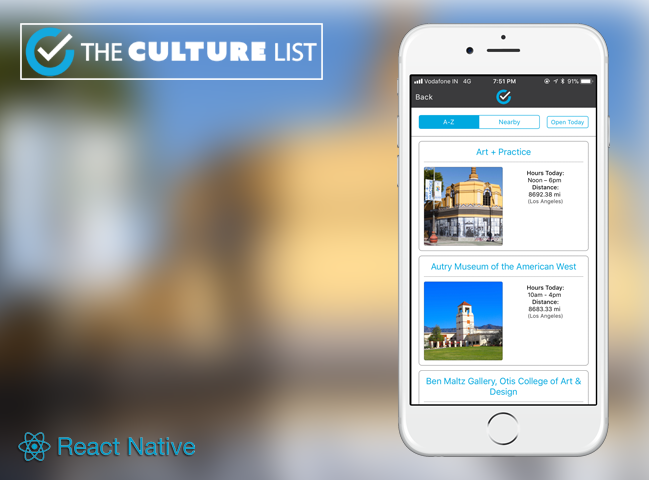 THE CULTURE LIST
Vodafone IN 4G 7:51 PM 91%
Back
A-Z Nearby Open Today
Art + Practice
Hours Today:
Noon – 6pm
Distance:
8692.38 mi
(Los Angeles)
Autry Museum of the American West
Hours Today:
10am – 4pm
Distance:
8683.33 mi
(Los Angeles)
Ben Maltz Gallery, Otis College of Art &
Design
React Native